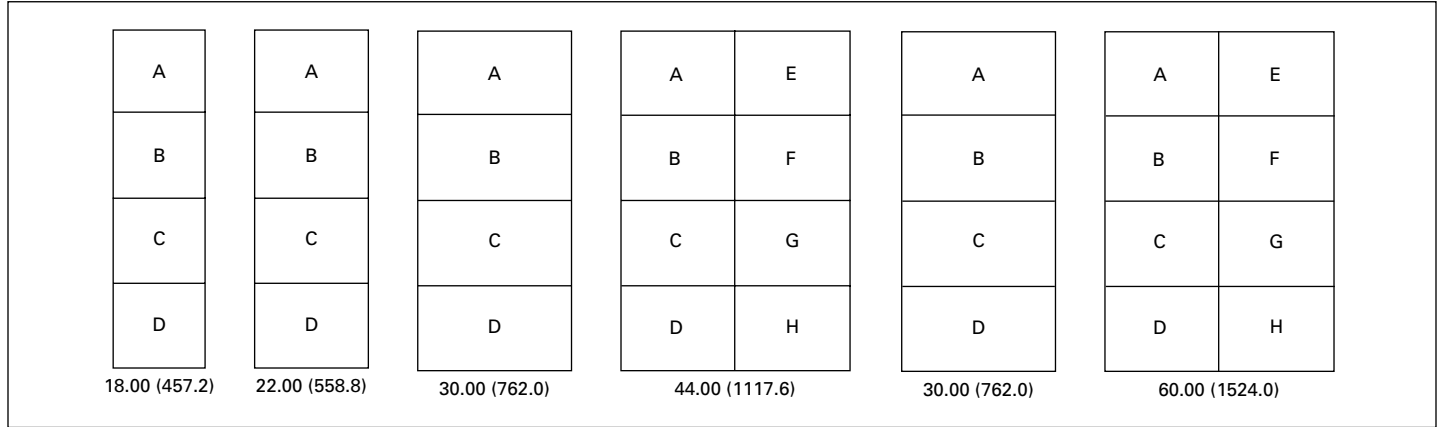 A
B
C
D
18.00 (457.2)
A
B
C
D
22.00 (558.8)
A
B
C
D
30.00 (762.0)
A E
B F
C G
D H
44.00 (1117.6)
A
B
C
D
30.00 (762.0)
A E
B F
C G
D H
60.00 (1524.0)